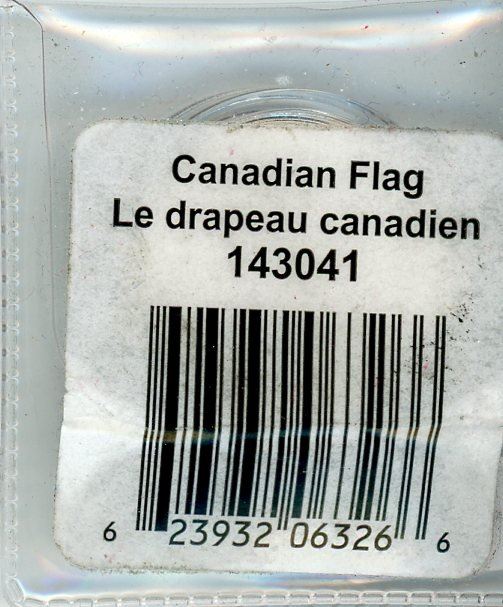 Canadian Flag
Le drapeau canadien
143041
6 23932 06326 6